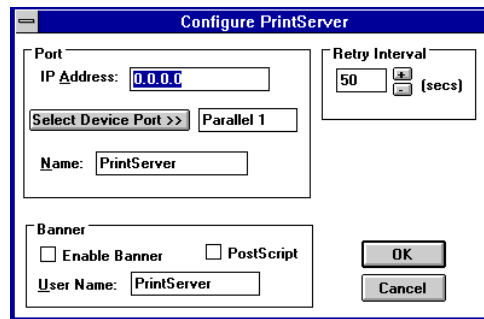 Configure PrintServer
Port
IP Address: 0.0.0.0
Select Device Port >> Parallel 1
Name: PrintServer
Retry Interval
50 + - (secs)
Banner
Enable Banner PostScript
User Name: PrintServer
OK
Cancel